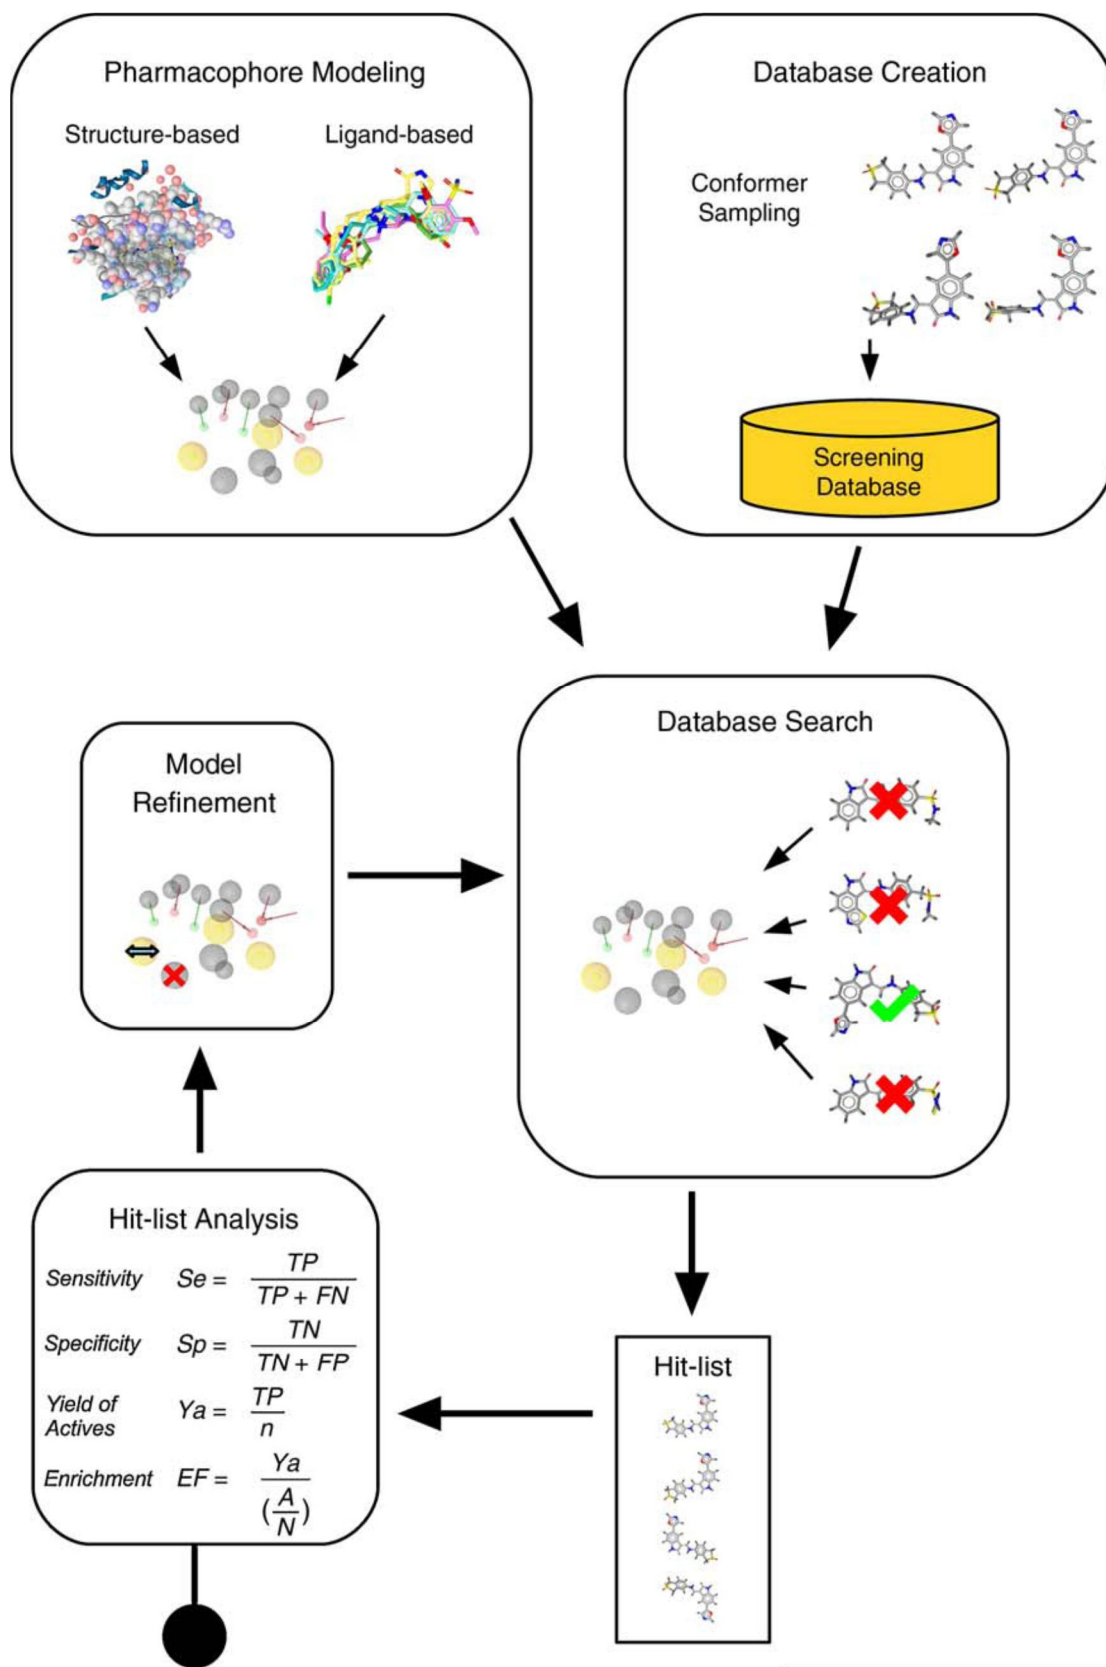 Pharmacophore Modeling
Structure-based
Ligand-based
Database Creation
Conformer
Sampling
Screening
Database
Model
Refinement
Database Search
Hit-list Analysis
Sensitivity Se = TP / TP + FN
Specificity Sp = TN / TN + FP
Yield of
Actives Ya = TP / n
Enrichment EF = Ya / (A / N)
Hit-list